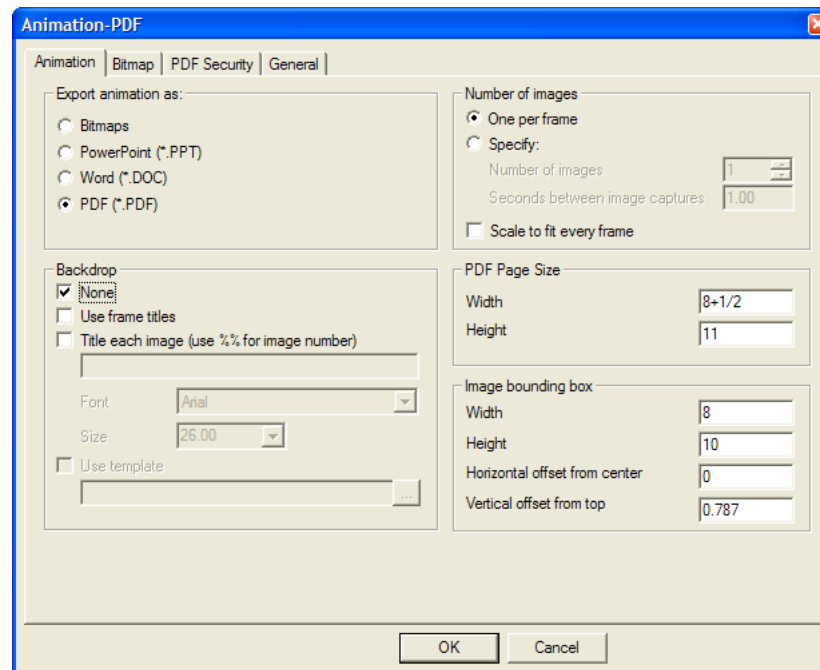 Animation-PDF
Animation Bitmap PDF Security General
Export animation as:
Bitmaps
PowerPoint (*.PPT)
Word (*.DOC)
PDF (*.PDF)
Number of images
One per frame
Specify:
Number of images 1
Seconds between image captures 1.00
Scale to fit every frame
Backdrop
None
Use frame titles
Title each image (use %% for image number)
Font Arial
Size 26.00
Use template
...
PDF Page Size
Width 8+1/2
Height 11
Image bounding box
Width 8
Height 10
Horizontal offset from center 0
Vertical offset from top 0.787
OK Cancel